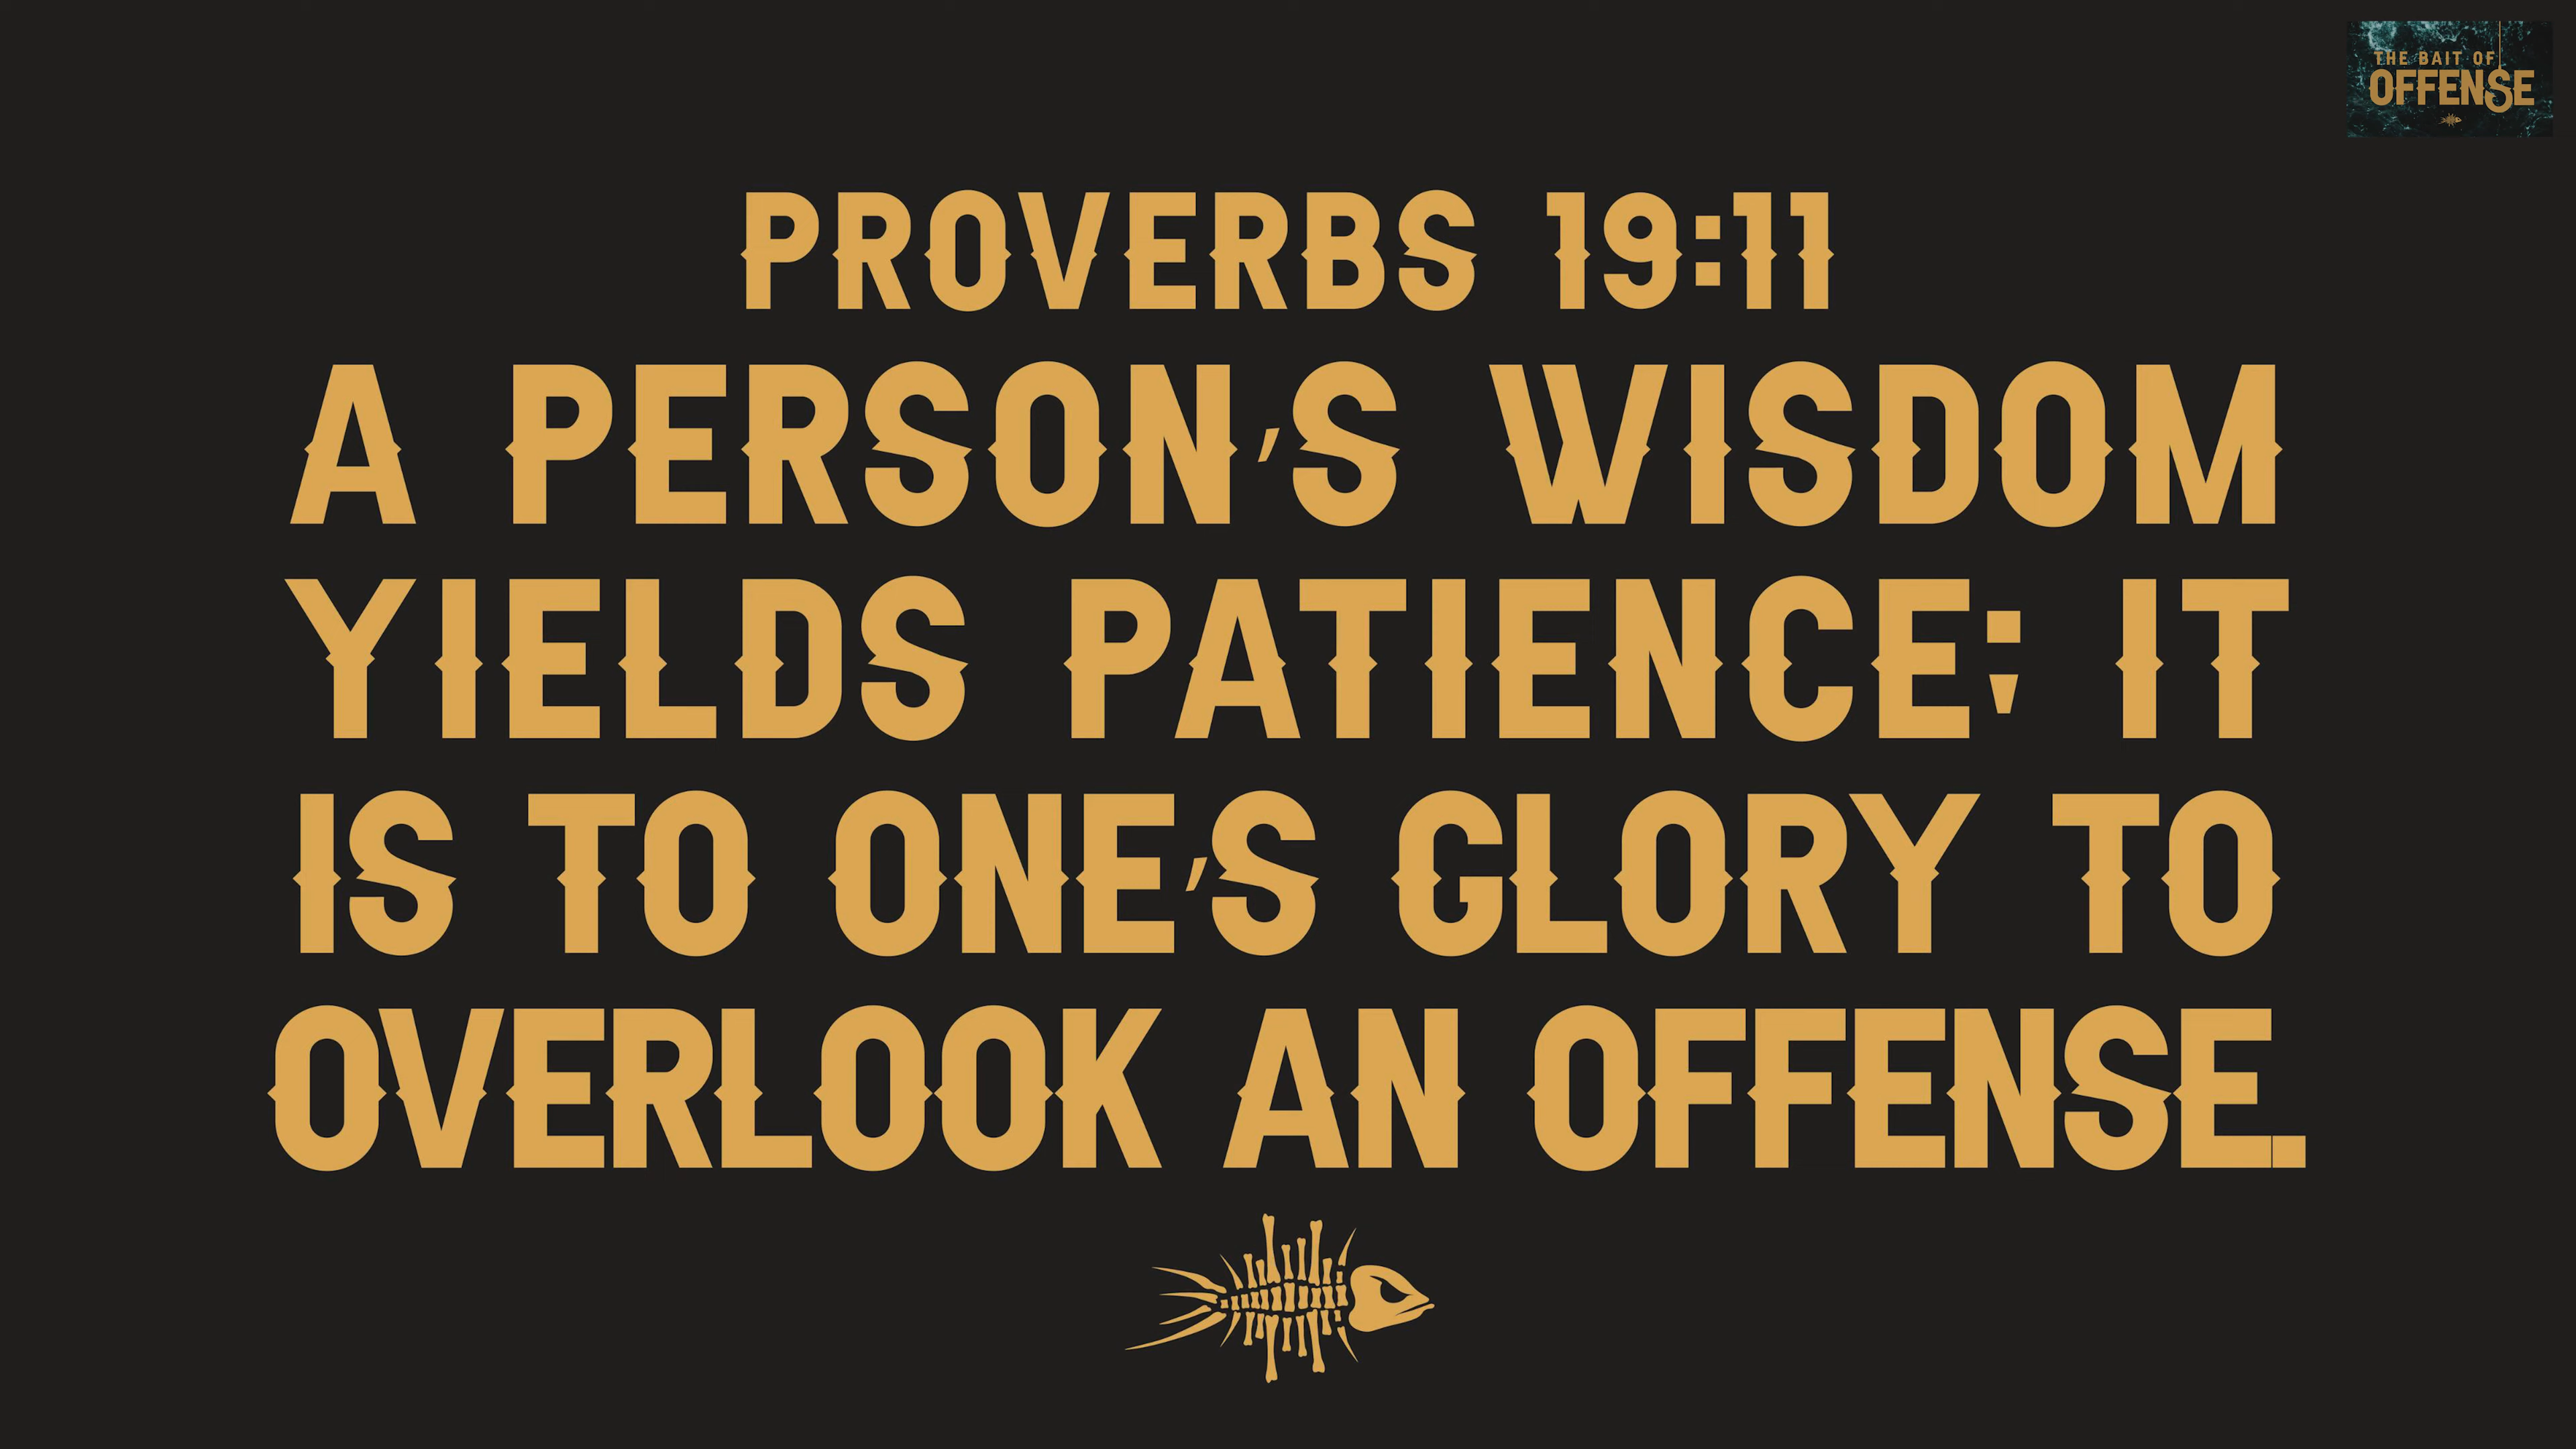 THE BAIT OF
OFFENSE
PROVERBS 19:11
A PERSON'S WISDOM
YIELDS PATIENCE; IT
IS TO ONE'S GLORY TO
OVERLOOK AN OFFENSE.